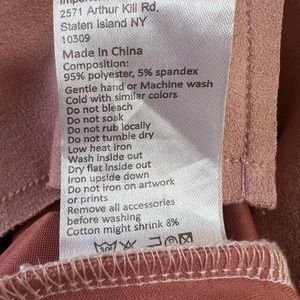 2571 Arthur Kill Rd,
Staten Island NY
10309
Made in China
Composition:
95% polyester, 5% spandex
Gentle hand or Machine wash
Cold with similar colors
Do not bleach
Do not soak
Do not rub locally
Do not tumble dry
Low heat iron
Wash inside out
Dry flat inside out
Iron upside down
Do not iron on artwork
or prints
Remove all accessories
before washing
Cotton might shrink 8%